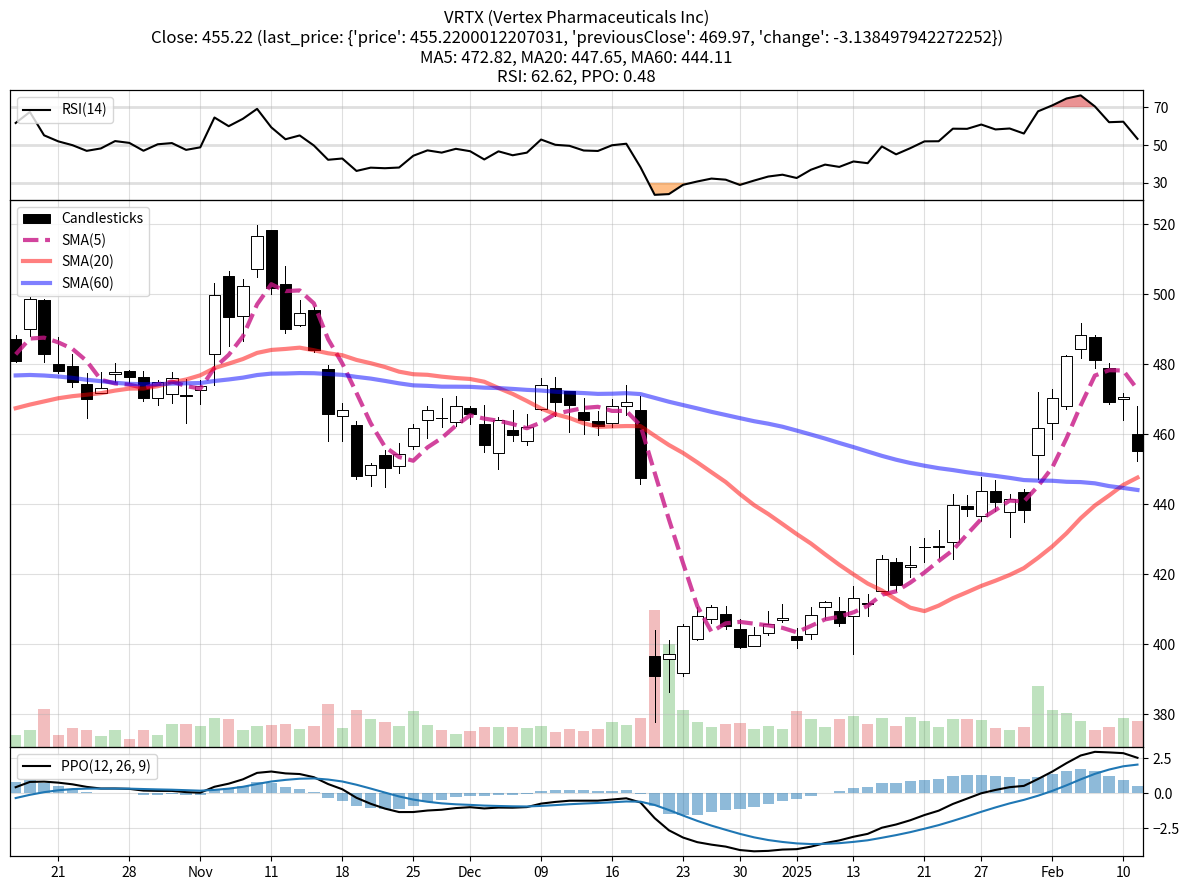 VRTX (Vertex Pharmaceuticals Inc)
Close: 455.22 (last_price: {'price': 455.2200012207031, 'previousClose': 469.97, 'change': -3.138497942272252})
MA5: 472.82, MA20: 447.65, MA60: 444.11
RSI: 62.62, PPO: 0.48
RSI(14)
70
50
30
Candlesticks
SMA(5)
SMA(20)
SMA(60)
520
500
480
460
440
420
400
380
PPO(12, 26, 9)
2.5
0.0
−2.5
21 28 Nov 11 18 25 Dec 09 16 23 30 2025 13 21 27 Feb 10